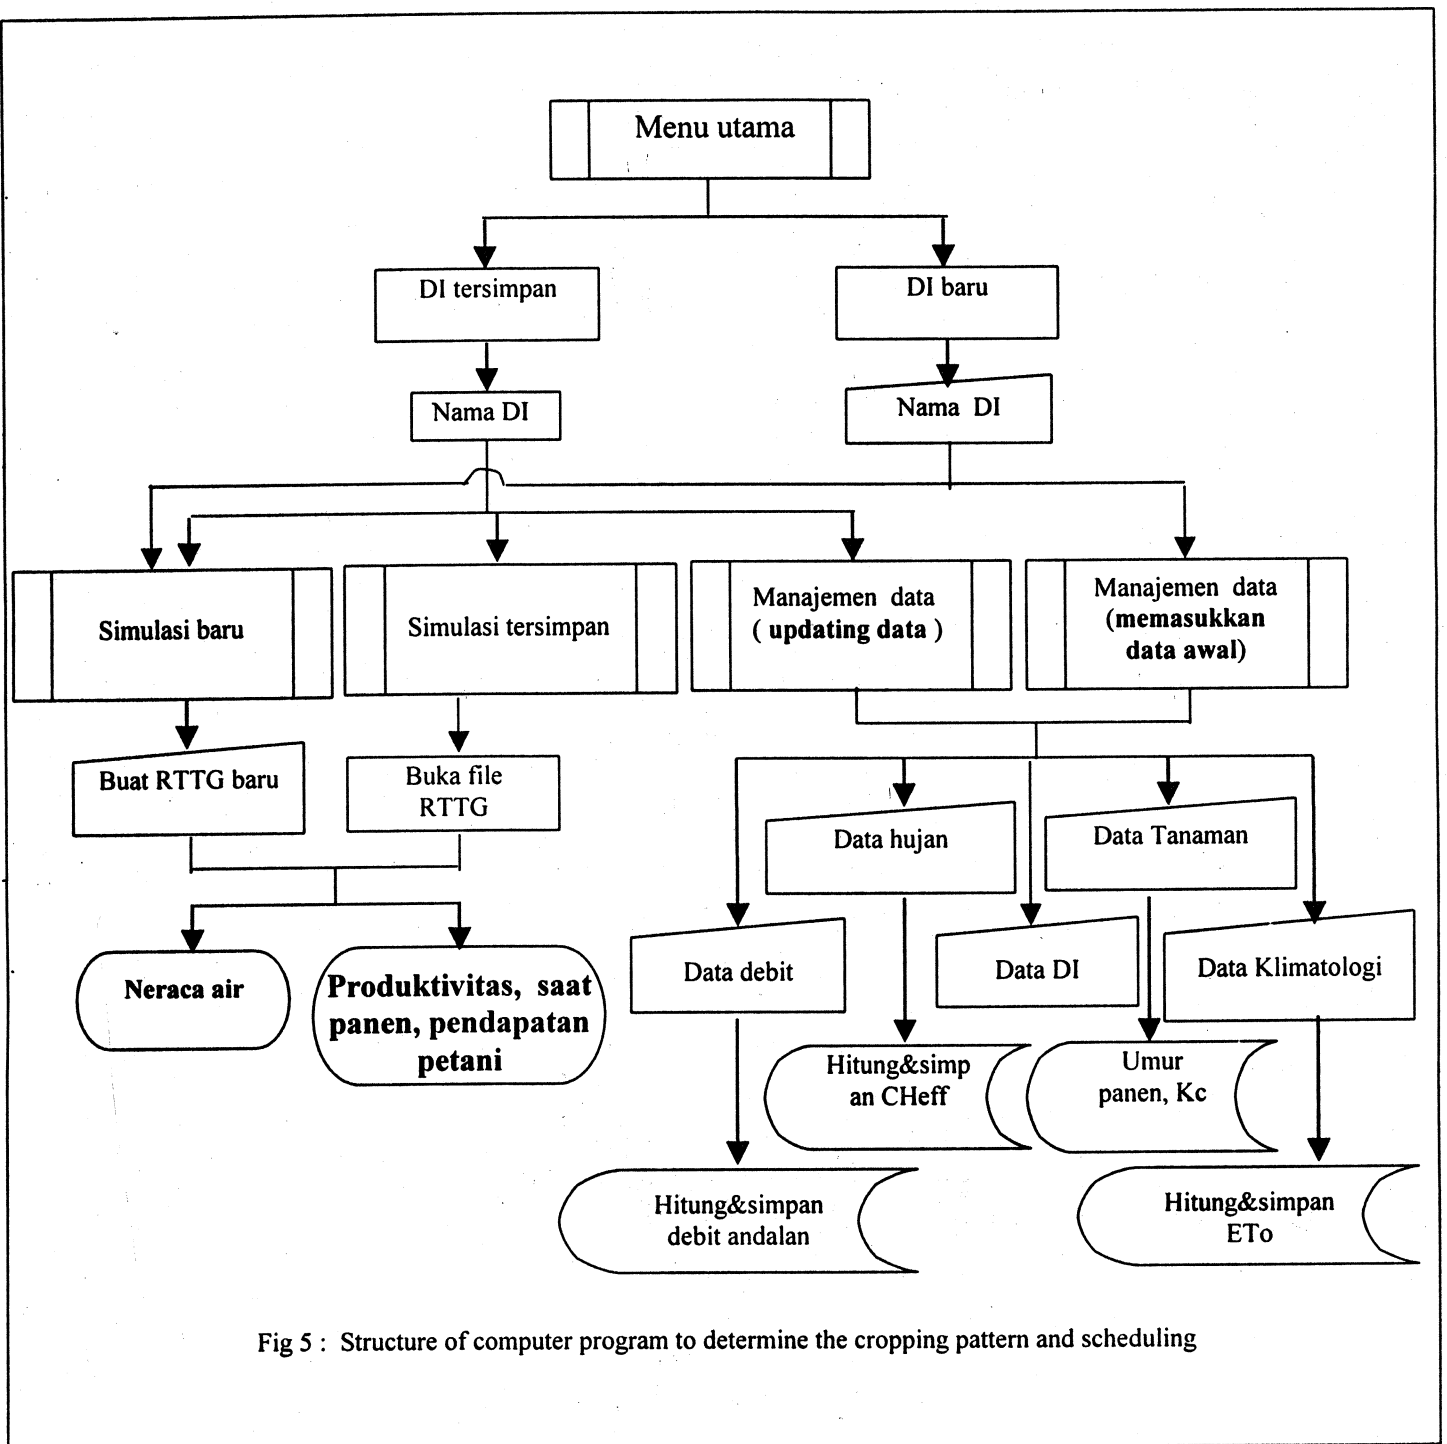 Menu utama
DI tersimpan
DI baru
Nama DI
Nama DI
Simulasi baru
Simulasi tersimpan
Manajemen data
( updating data )
Manajemen data
(memasukkan
data awal)
Buat RTTG baru
Buka file
RTTG
Data hujan
Data Tanaman
Neraca air
Produktivitas, saat
panen, pendapatan
petani
Data debit
Data DI
Data Klimatologi
Hitung&simp
an CHeff
Umur
panen, Kc
Hitung&simpan
debit andalan
Hitung&simpan
ETo
Fig 5 : Structure of computer program to determine the cropping pattern and scheduling